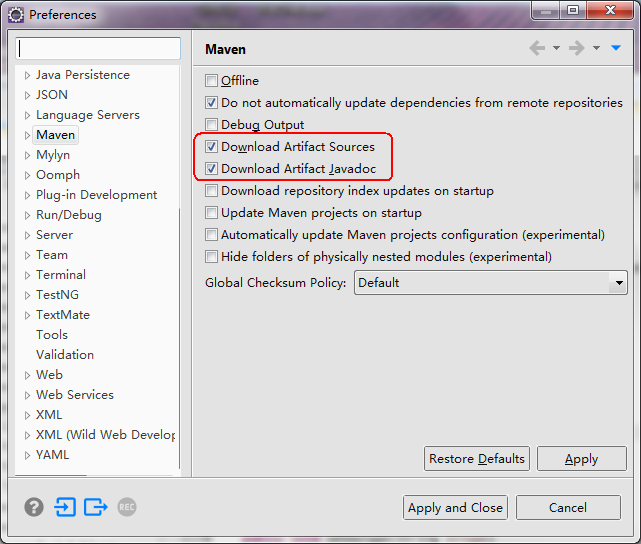 Preferences
Java Persistence
JSON
Language Servers
Maven
Mylyn
Oomph
Plug-in Development
Run/Debug
Server
Team
Terminal
TestNG
TextMate
Tools
Validation
Web
Web Services
XML
XML (Wild Web Develop
YAML
Maven
Offline
Do not automatically update dependencies from remote repositories
Debug Output
Download Artifact Sources
Download Artifact Javadoc
Download repository index updates on startup
Update Maven projects on startup
Automatically update Maven projects configuration (experimental)
Hide folders of physically nested modules (experimental)
Global Checksum Policy: Default
Restore Defaults Apply
? REC Apply and Close Cancel